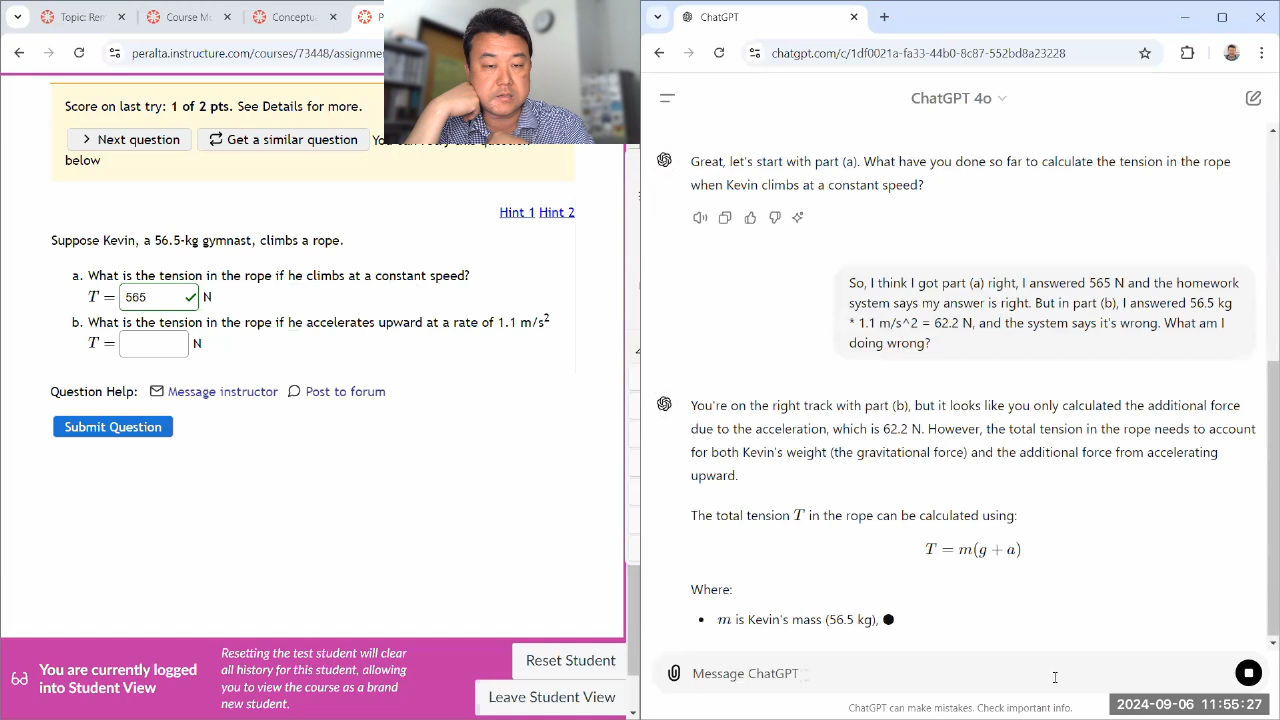 Topic Rem
Course M
Conceptu
P
peralta.instructure.com/courses/73448/assignme
Score on last try: 1 of 2 pts. See Details for more.
Next question
Get a similar question
below
Hint 1 Hint 2
Suppose Kevin, a 56.5-kg gymnast, climbs a rope.
a. What is the tension in the rope if he climbs at a constant speed?
T = 565 N
b. What is the tension in the rope if he accelerates upward at a rate of 1.1 m/s²
T = N
Question Help: Message instructor Post to forum
Submit Question
You are currently logged
into Student View
Resetting the test student will clear
all history for this student, allowing
you to view the course as a brand
new student.
Reset Student
Leave Student View
ChatGPT
chatgpt.com/c/1df0021a-fa33-44b0-8c87-552bd8a23228
ChatGPT 4o
Great, let's start with part (a). What have you done so far to calculate the tension in the rope
when Kevin climbs at a constant speed?
So, I think I got part (a) right, I answered 565 N and the homework
system says my answer is right. But in part (b), I answered 56.5 kg
* 1.1 m/s^2 = 62.2 N, and the system says it's wrong. What am I
doing wrong?
You're on the right track with part (b), but it looks like you only calculated the additional force
due to the acceleration, which is 62.2 N. However, the total tension in the rope needs to account
for both Kevin's weight (the gravitational force) and the additional force from accelerating
upward.
The total tension T in the rope can be calculated using:
T = m(g + a)
Where:
• m is Kevin's mass (56.5 kg),
Message ChatGPT
ChatGPT can make mistakes. Check important info.
2024-09-06 11:55:27